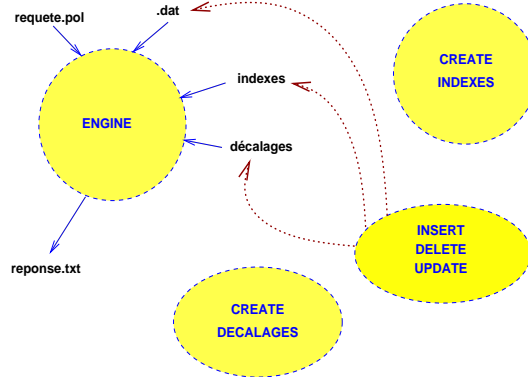 requete.pol
.dat
CREATE
INDEXES
indexes
ENGINE
décalages
INSERT
DELETE
UPDATE
reponse.txt
CREATE
DECALAGES